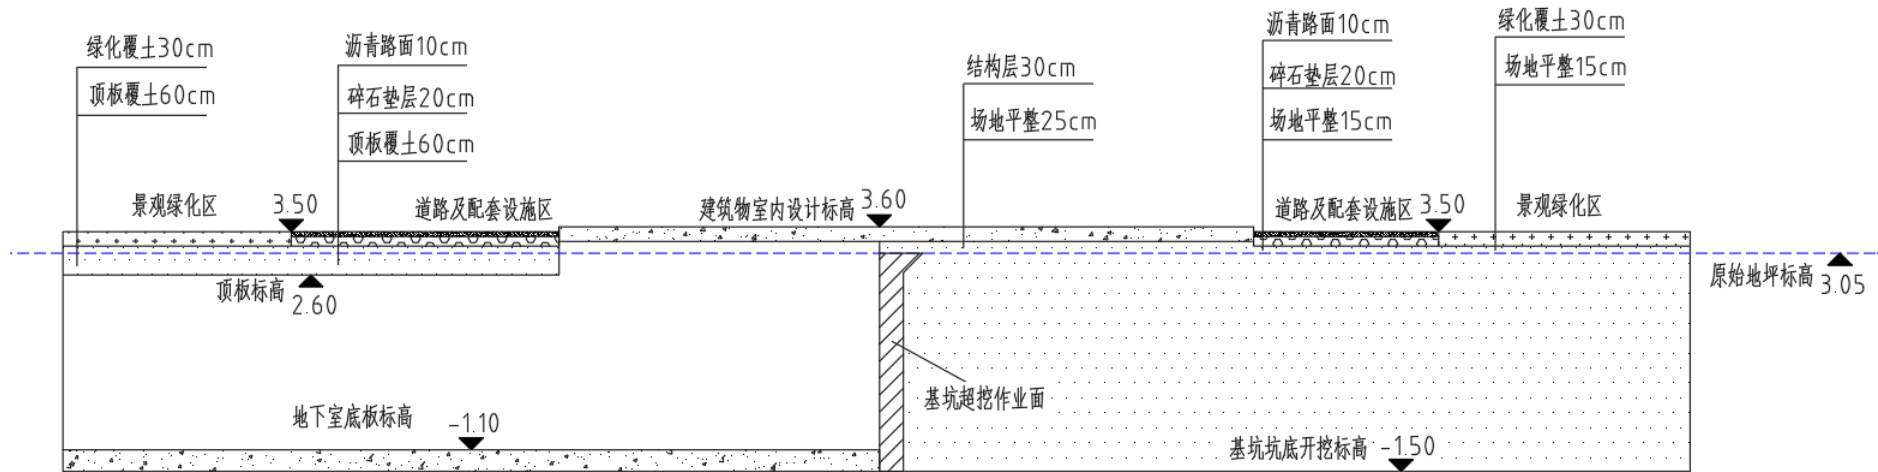 绿化覆土30cm
顶板覆土60cm
沥青路面10cm
碎石垫层20cm
顶板覆土60cm
结构层30cm
场地平整25cm
沥青路面10cm
碎石垫层20cm
场地平整15cm
绿化覆土30cm
场地平整15cm
景观绿化区
3.50
道路及配套设施区
建筑物室内设计标高 3.60
道路及配套设施区 3.50
景观绿化区
顶板标高 2.60
原始地坪标高 3.05
基坑超挖作业面
地下室底板标高 -1.10
基坑坑底开挖标高 -1.50